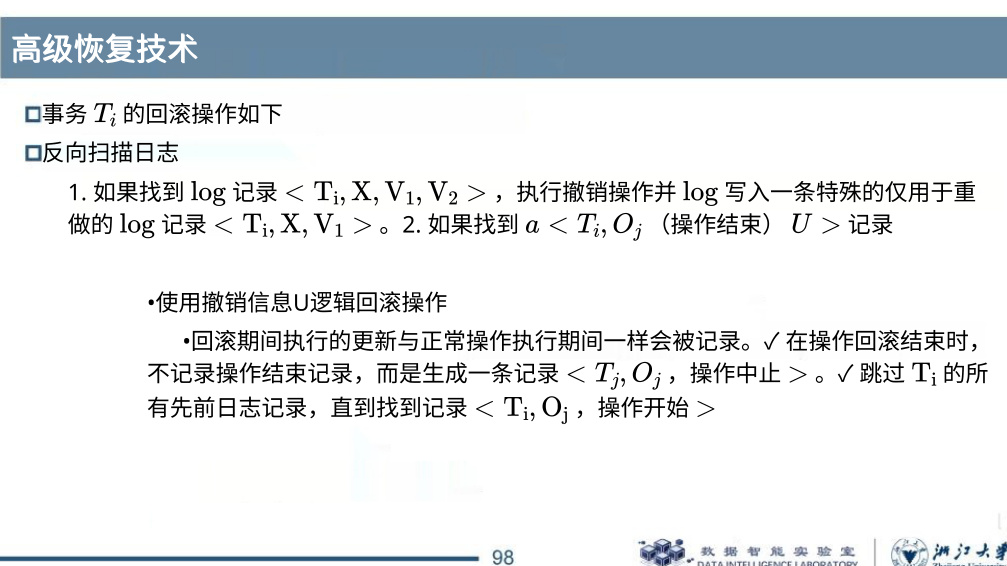 高级恢复技术
事务 T_i 的回滚操作如下
反向扫描日志
1. 如果找到 log 记录 < T_i, X, V_1, V_2 > ，执行撤销操作并 log 写入一条特殊的仅用于重
做的 log 记录 < T_i, X, V_1 > 。2. 如果找到 a < T_i, O_j （操作结束） U > 记录
•使用撤销信息U逻辑回滚操作
•回滚期间执行的更新与正常操作执行期间一样会被记录。✓ 在操作回滚结束时，
不记录操作结束记录，而是生成一条记录 < T_j, O_j ，操作中止 > 。✓ 跳过 T_i 的所
有先前日志记录，直到找到记录 < T_i, O_j ，操作开始 >
98
数据智能实验室
DATA INTELLIGENCE LABORATORY
浙江大学
Zhejiang University